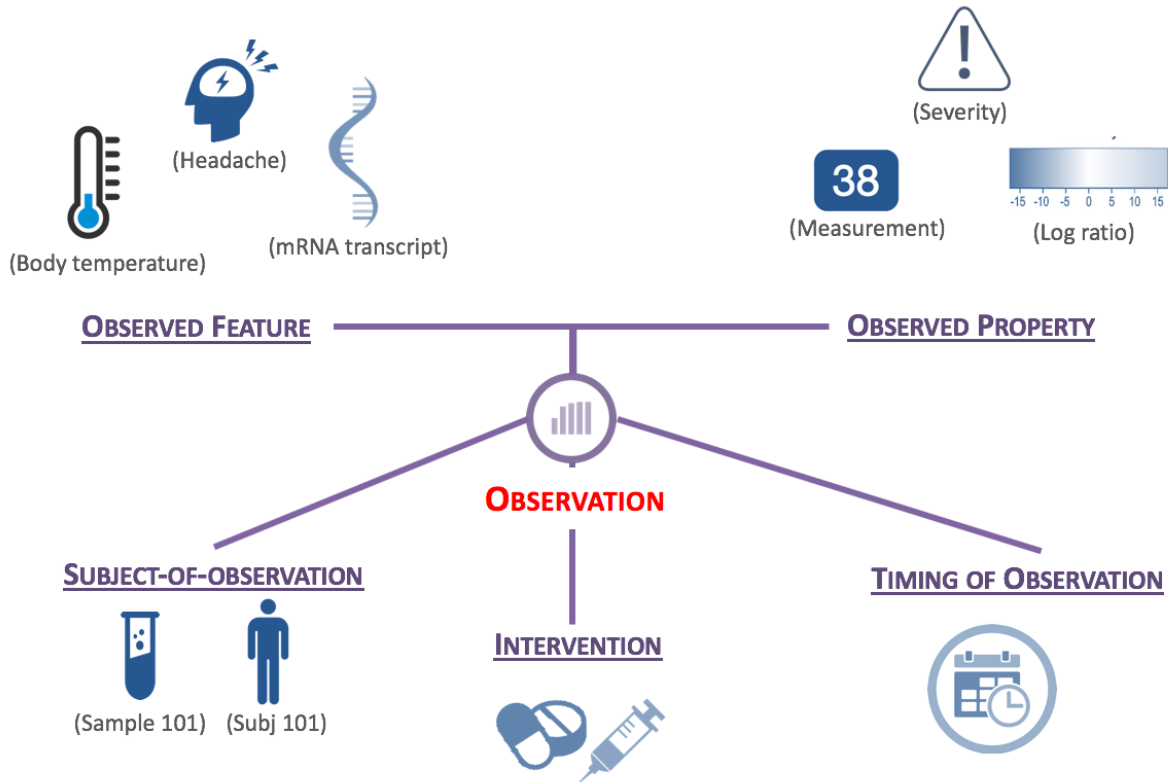 (Severity)
(Headache)
38
-15 -10 -5 0 5 10 15
(Measurement)
(Log ratio)
(mRNA transcript)
(Body temperature)
OBSERVED FEATURE
OBSERVED PROPERTY
OBSERVATION
SUBJECT-OF-OBSERVATION
TIMING OF OBSERVATION
INTERVENTION
(Sample 101) (Subj 101)